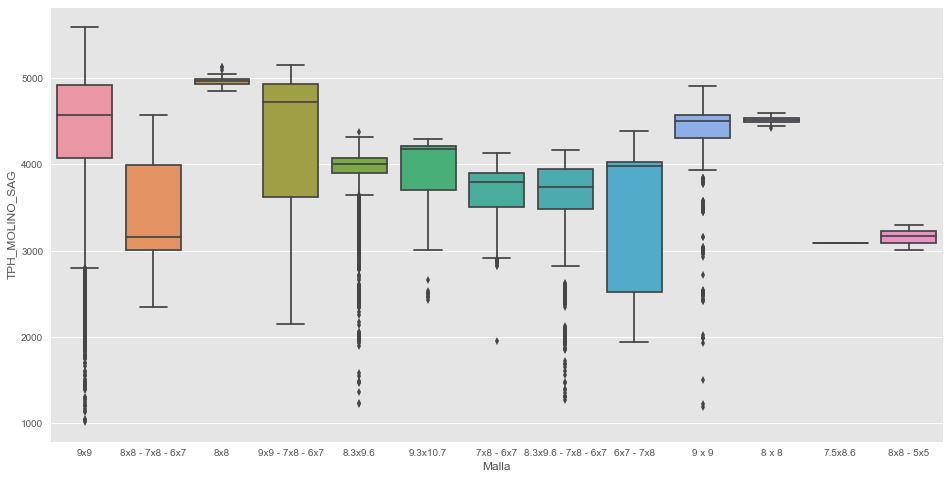 TPH_MOLINO_SAG
5000
4000
3000
2000
1000
9x9
8x8 - 7x8 - 6x7
8x8
9x9 - 7x8 - 6x7
8.3x9.6
9.3x10.7
7x8 - 6x7
8.3x9.6 - 7x8 - 6x7
6x7 - 7x8
9 x 9
8 x 8
7.5x8.6
8x8 - 5x5
Malla